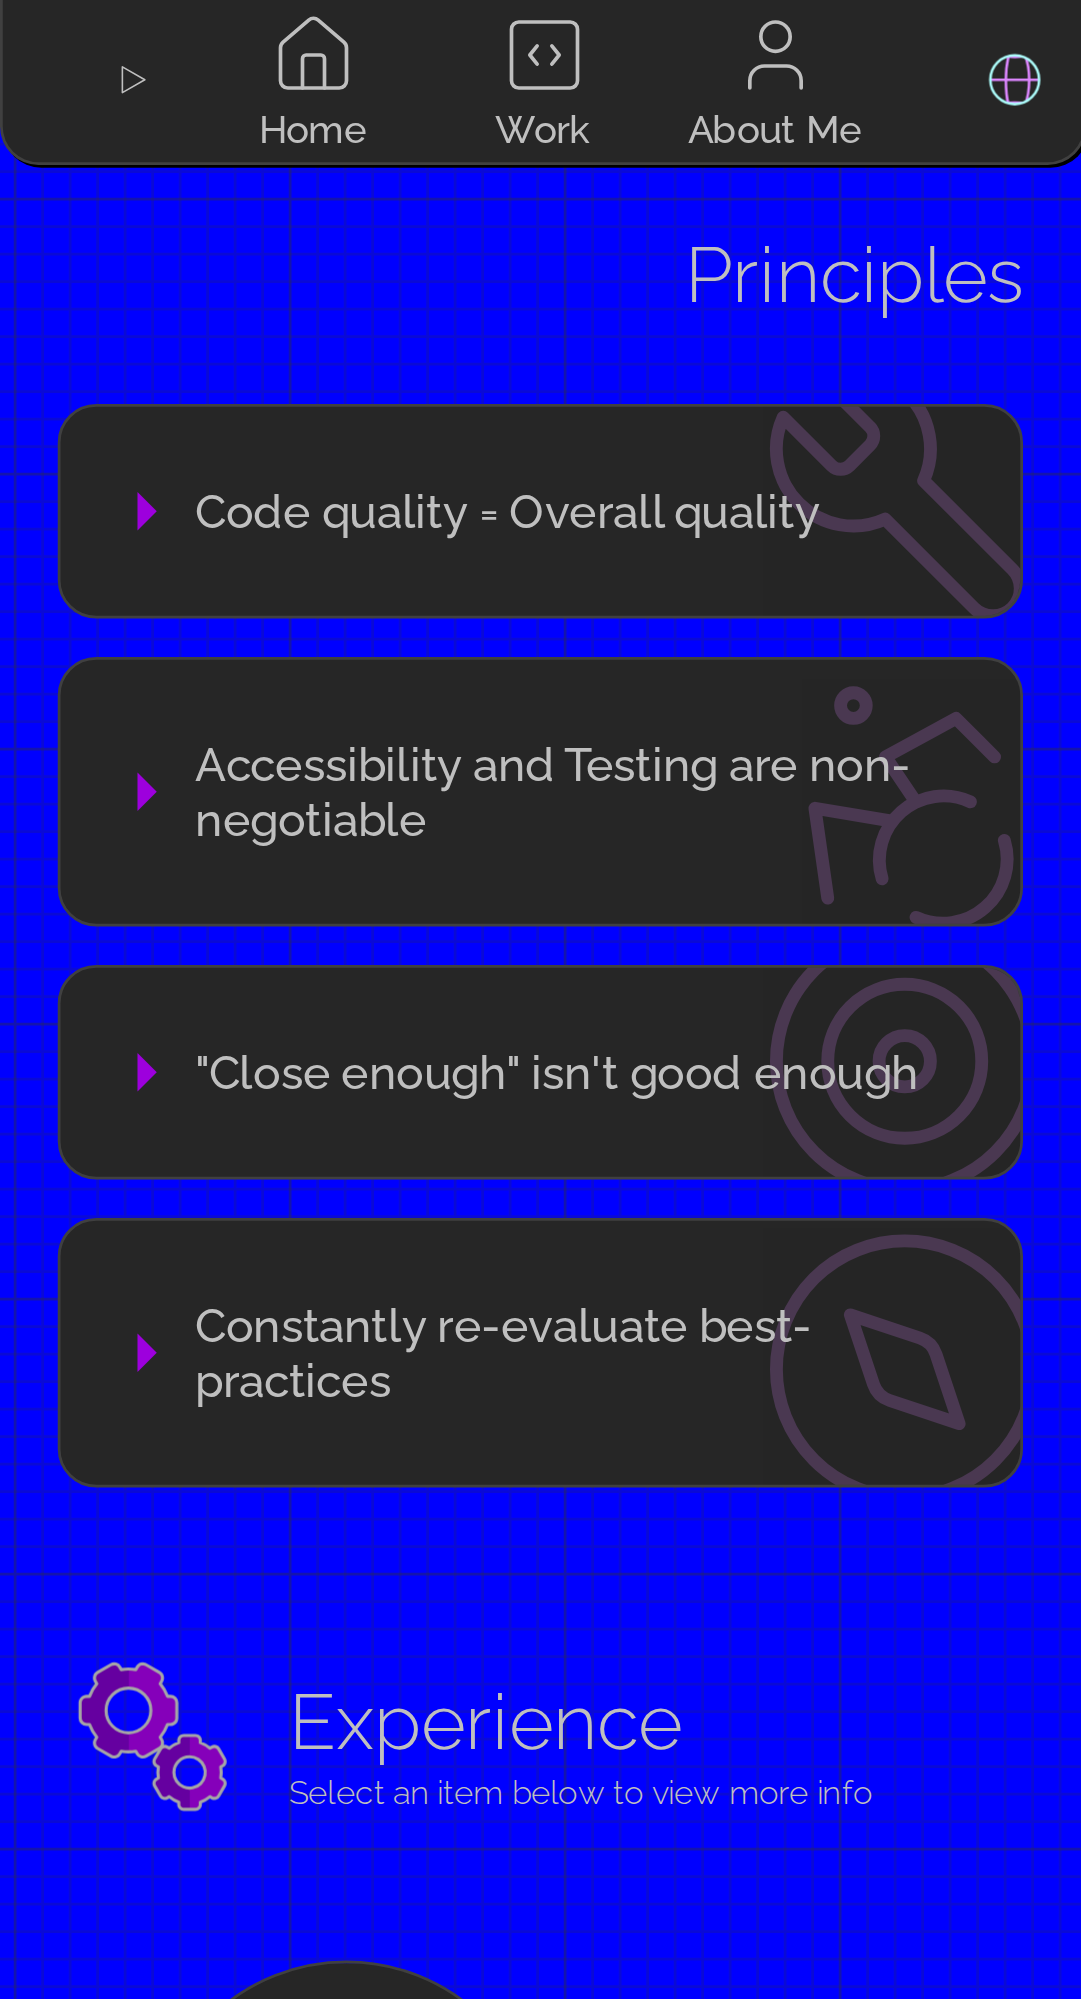 Home
Work
About Me
Principles
Code quality = Overall quality
Accessibility and Testing are non-
negotiable
"Close enough" isn't good enough
Constantly re-evaluate best-
practices
Experience
Select an item below to view more info